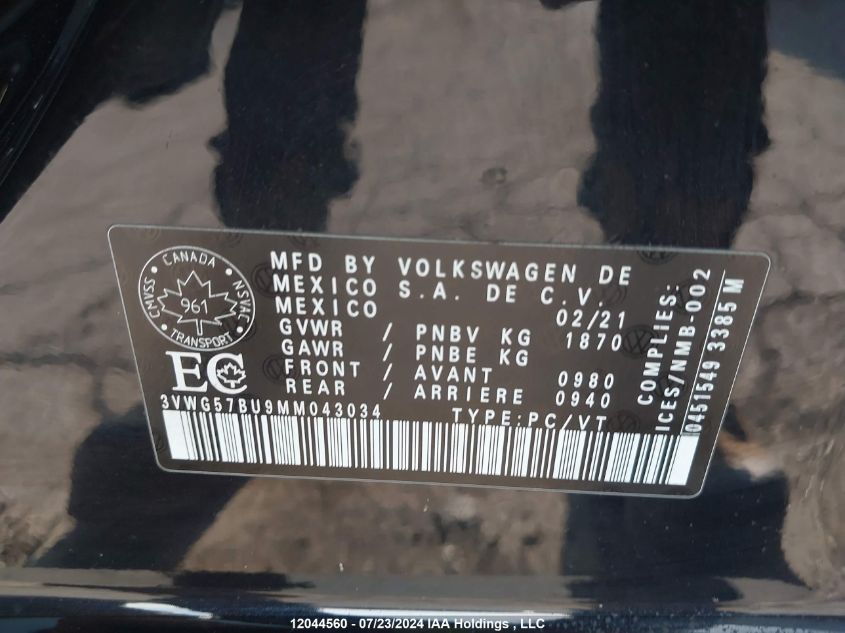 CANADA
CMVSS
NSVAC
961
TRANSPORT
EC
MFD BY VOLKSWAGEN DE
MEXICO S.A. DE C.V.
MEXICO 02/21
GVWR / PNBV KG 1870
GAWR / PNBE KG
FRONT / AVANT 0980
REAR / ARRIERE 0940
3VWG57BU9MM043034 TYPE:PC/VT
COMPLIES:
ICES/NMB-002
0451549 3385 M
12044560 - 07/23/2024 IAA Holdings , LLC